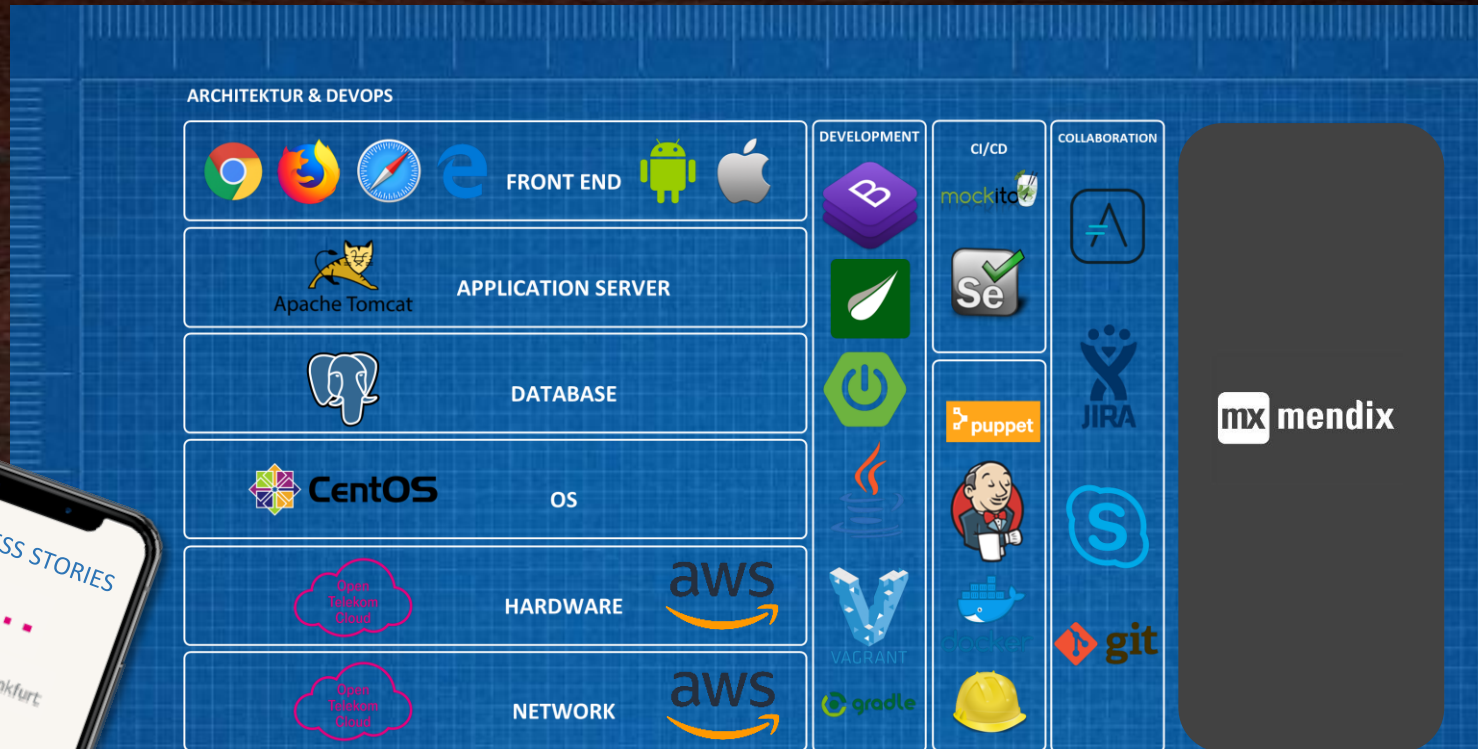 ARCHITEKTUR & DEVOPS
FRONT END
Apache Tomcat
APPLICATION SERVER
DATABASE
CentOS
OS
Open
Telekom
Cloud
HARDWARE
aws
Open
Telekom
Cloud
NETWORK
aws
DEVELOPMENT
B
VAGRANT
gradle
CI/CD
mockito
Se
puppet
docker
COLLABORATION
JIRA
S
git
mx mendix
SS STORIES
nkfurt